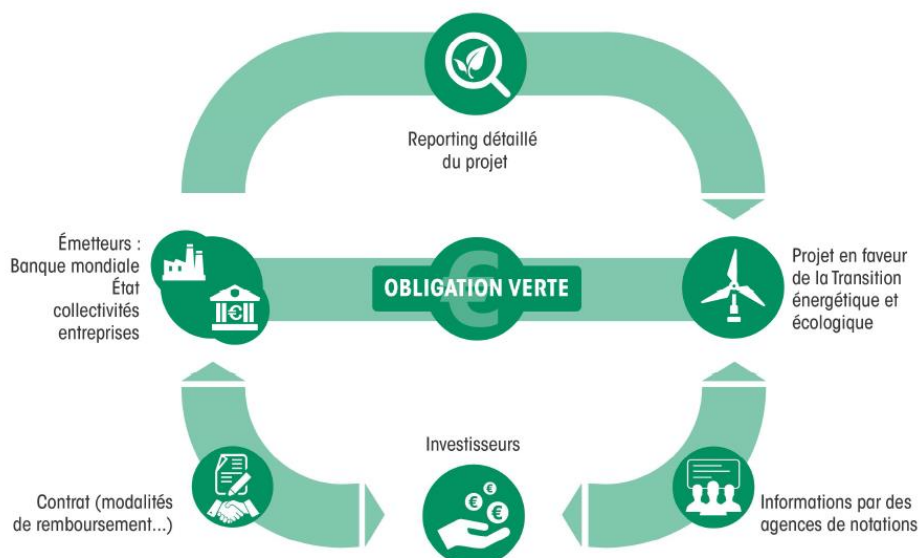 Reporting détaillé
du projet
Émetteurs :
Banque mondiale
État
collectivités
entreprises
€
OBLIGATION VERTE
€
Projet en faveur
de la Transition
énergétique et
écologique
Contrat (modalités
de remboursement...)
Investisseurs
€
€
€
Informations par des
agences de notations